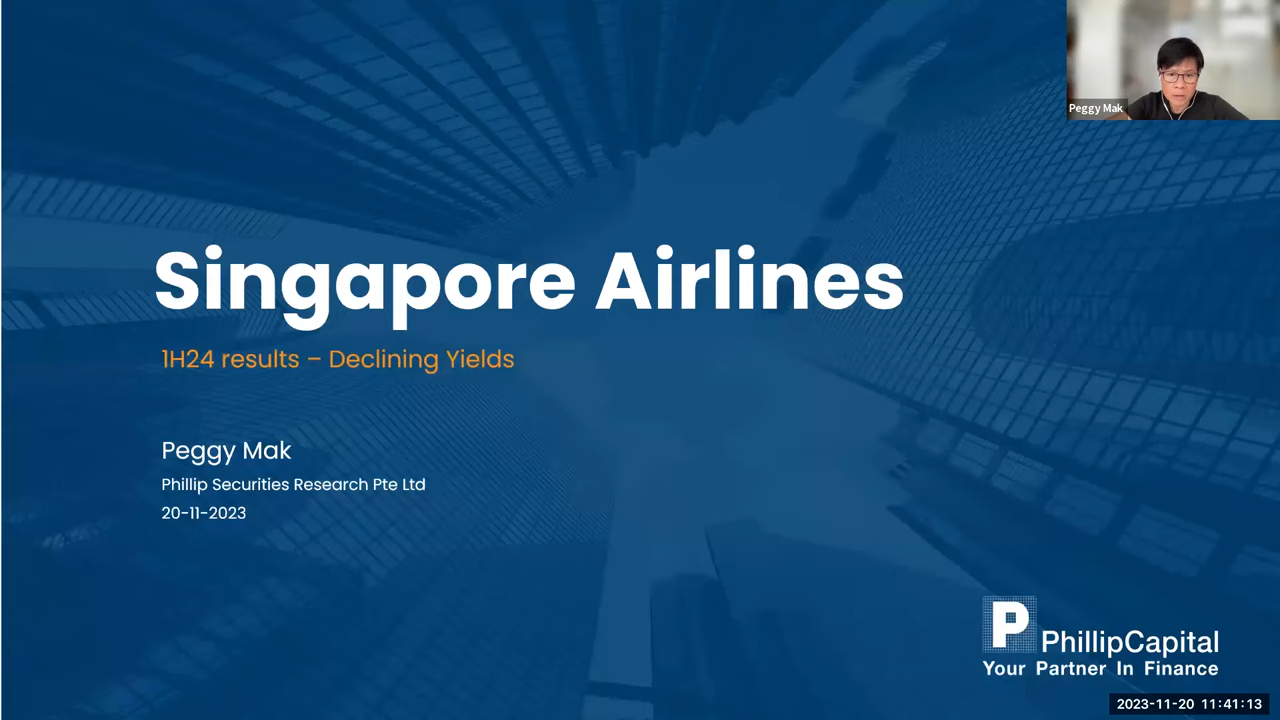 Peggy Mak
Singapore Airlines
1H24 results – Declining Yields
Peggy Mak
Phillip Securities Research Pte Ltd
20-11-2023
P PhillipCapital
Your Partner In Finance
2023-11-20 11:41:13